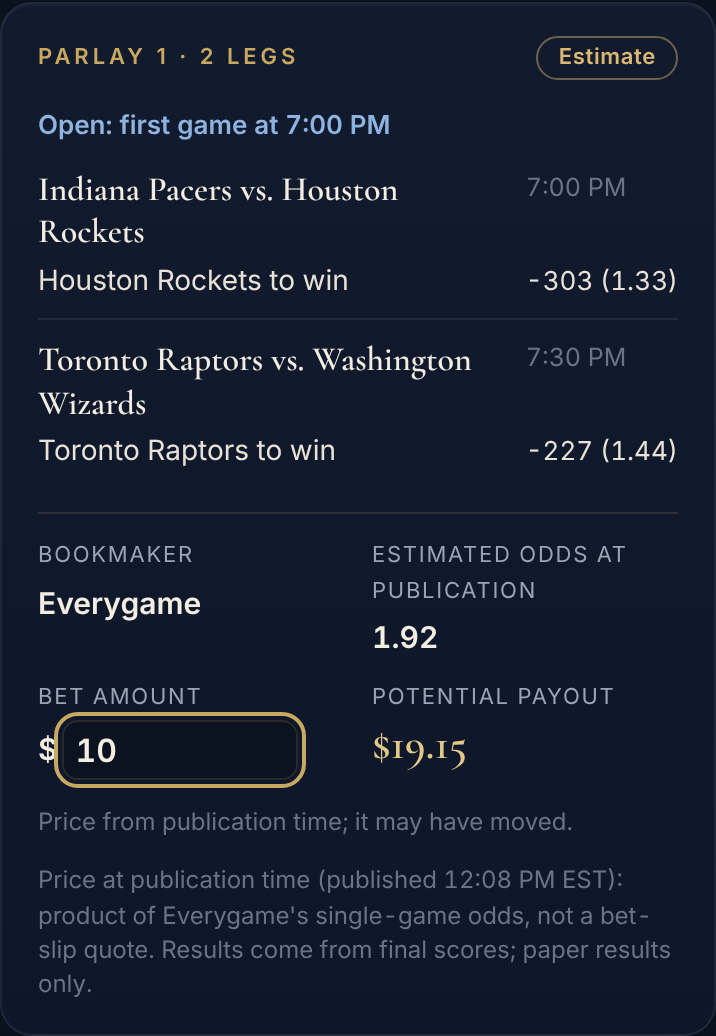 PARLAY 1 · 2 LEGS
Estimate
Open: first game at 7:00 PM
Indiana Pacers vs. Houston
Rockets
7:00 PM
Houston Rockets to win
-303 (1.33)
Toronto Raptors vs. Washington
Wizards
7:30 PM
Toronto Raptors to win
-227 (1.44)
BOOKMAKER
Everygame
ESTIMATED ODDS AT
PUBLICATION
1.92
BET AMOUNT
$ 10
POTENTIAL PAYOUT
$19.15
Price from publication time; it may have moved.
Price at publication time (published 12:08 PM EST):
product of Everygame's single-game odds, not a bet-
slip quote. Results come from final scores; paper results
only.